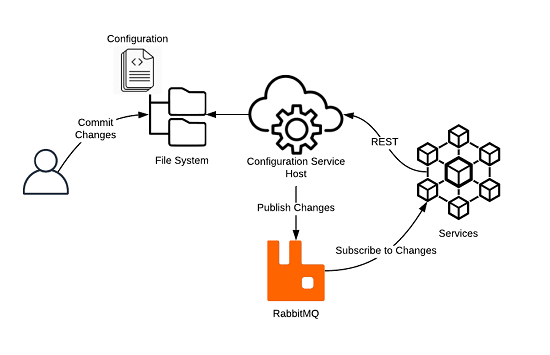 Configuration
Commit
Changes
File System
Configuration Service
Host
REST
Publish Changes
Services
Subscribe to Changes
RabbitMQ